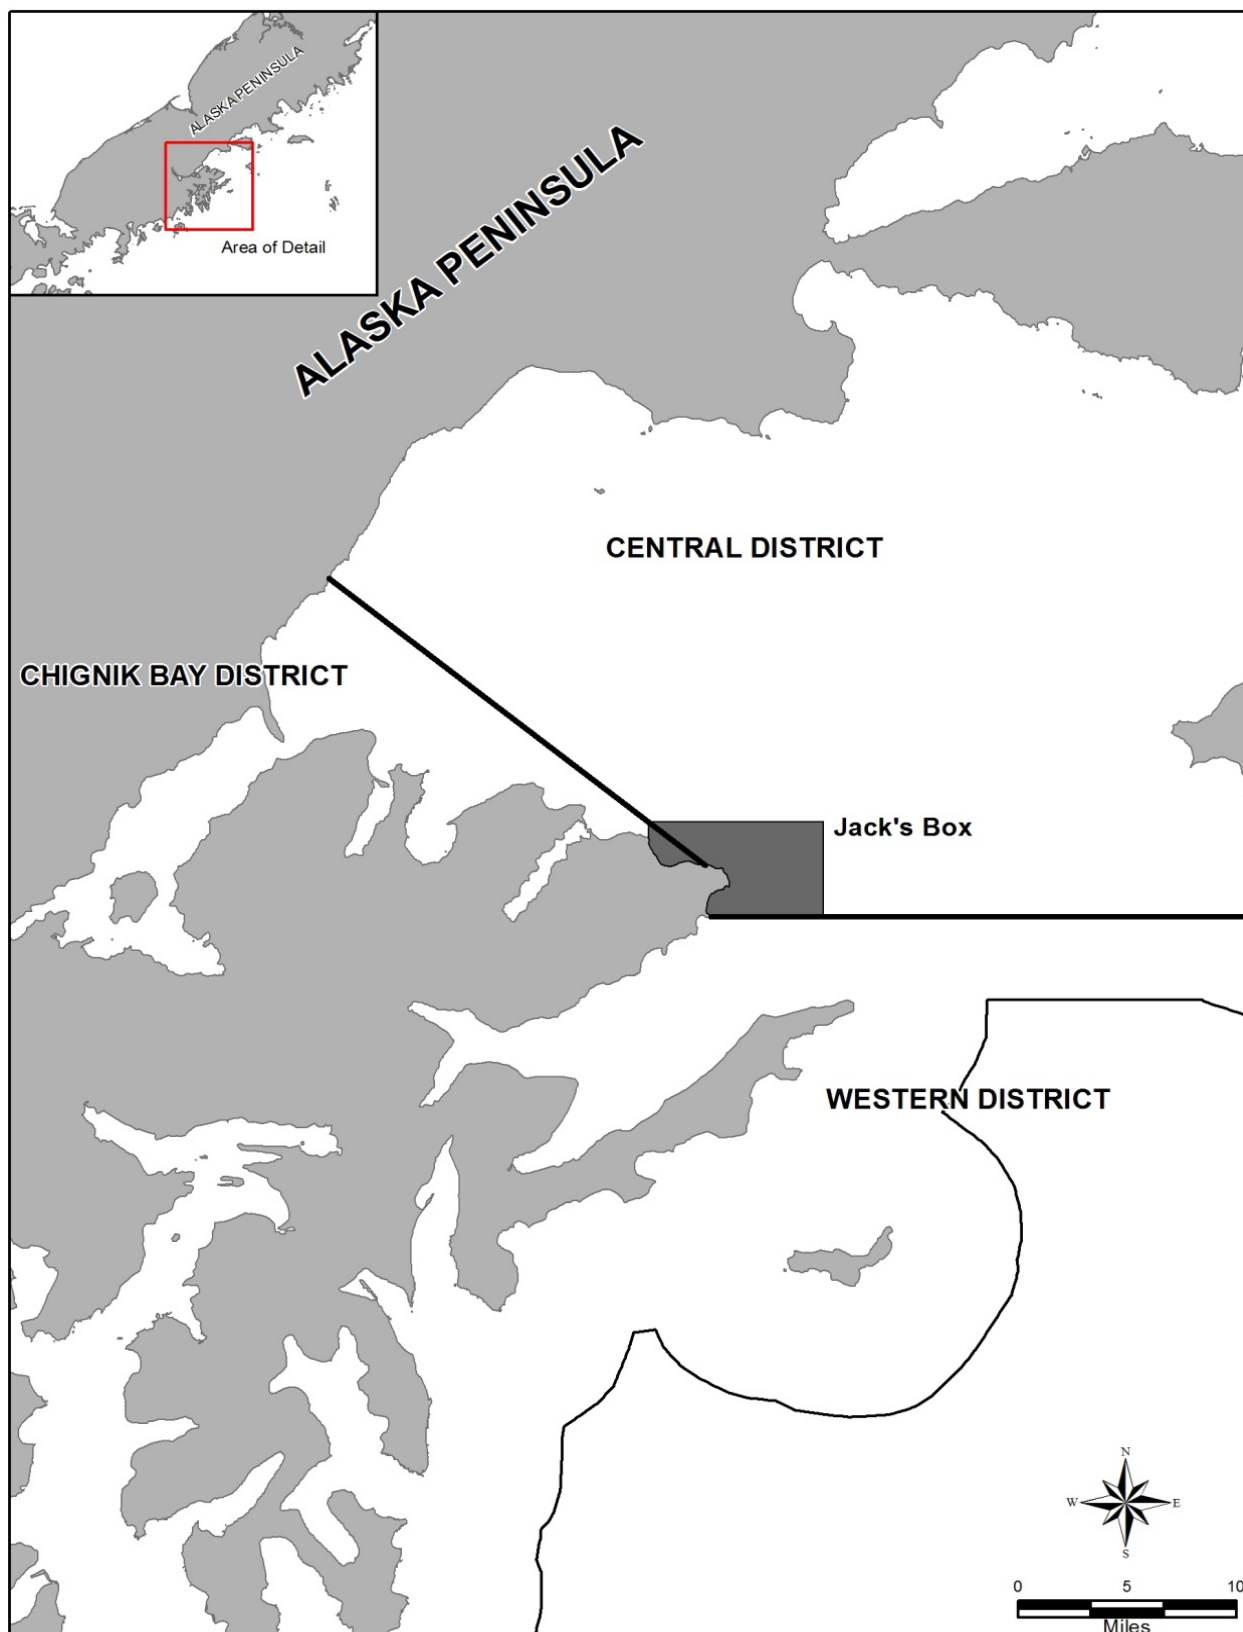 ALASKA PENINSULA
Area of Detail
ALASKA PENINSULA
CENTRAL DISTRICT
CHIGNIK BAY DISTRICT
Jack's Box
WESTERN DISTRICT
N
W E
S
0 5 10
Miles